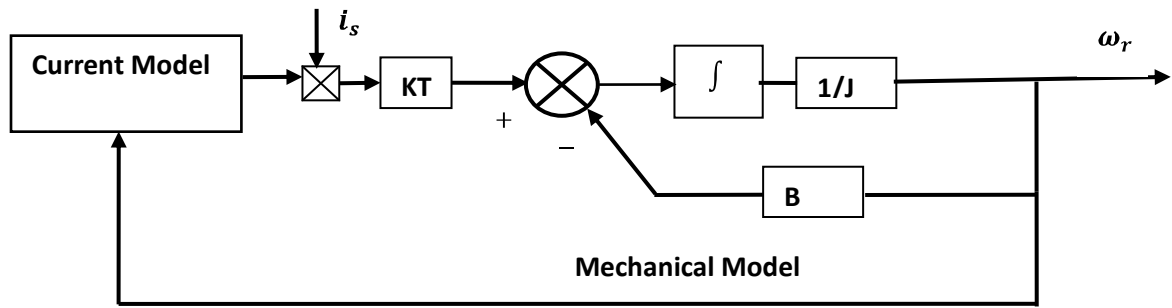 i_s
ω_r
Current Model
KT
∫
1/J
+
−
B
Mechanical Model